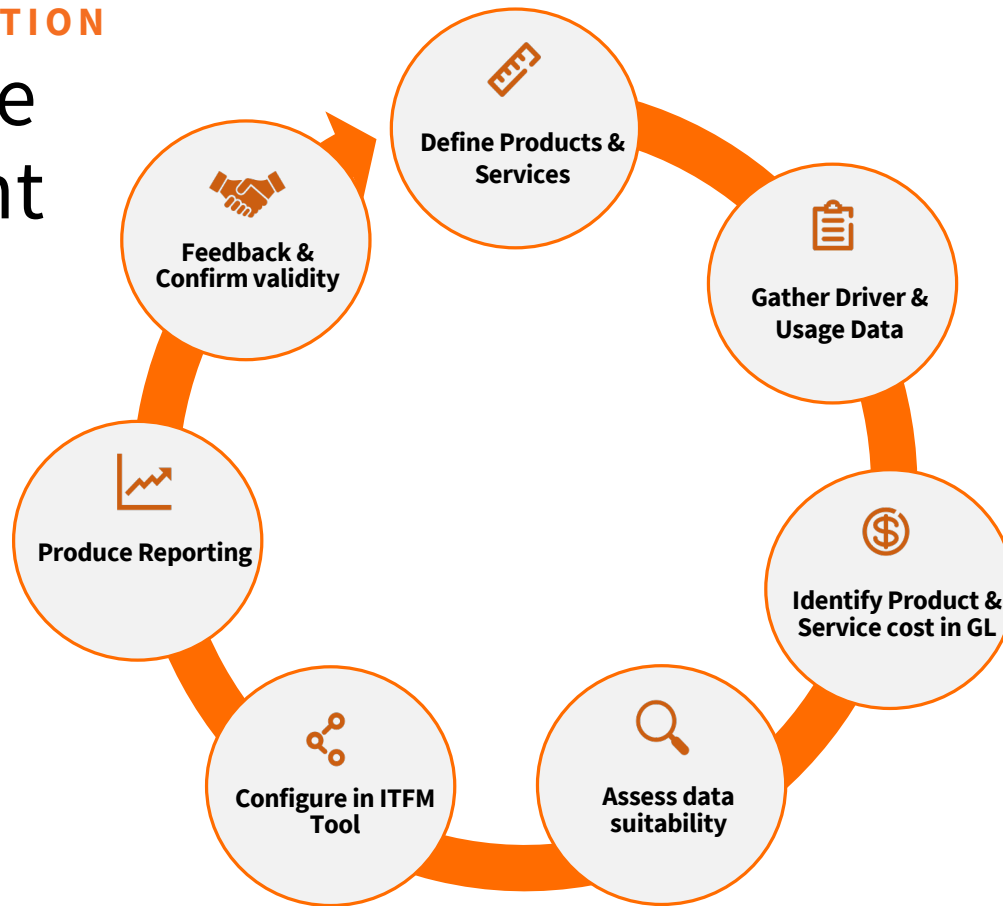 TION
e
nt
Define Products &
Services
Gather Driver &
Usage Data
Identify Product &
Service cost in GL
Assess data
suitability
Configure in ITFM
Tool
Produce Reporting
Feedback &
Confirm validity